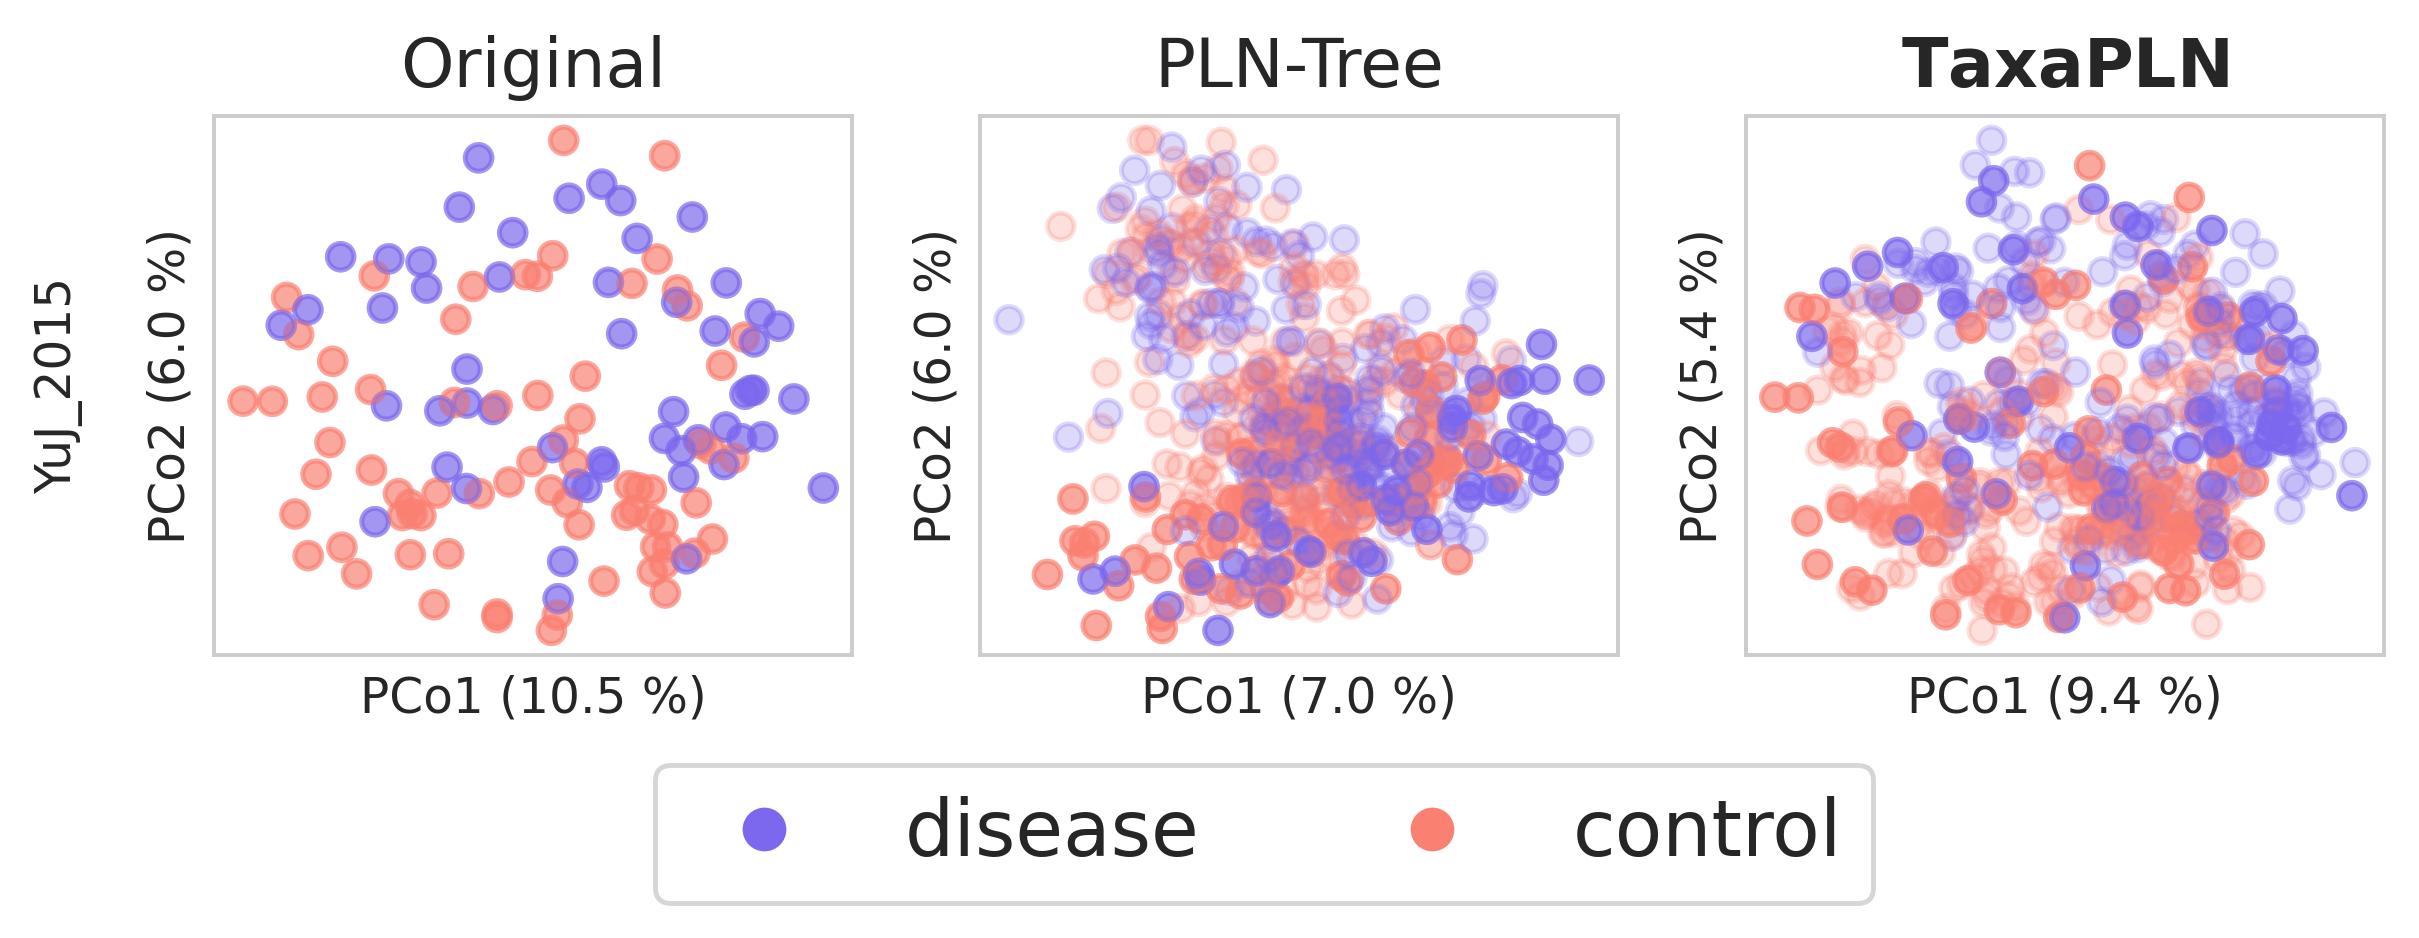 Original
PLN-Tree
TaxaPLN
YuJ_2015
PCo2 (6.0 %)
PCo2 (6.0 %)
PCo2 (5.4 %)
PCo1 (10.5 %)
PCo1 (7.0 %)
PCo1 (9.4 %)
disease
control